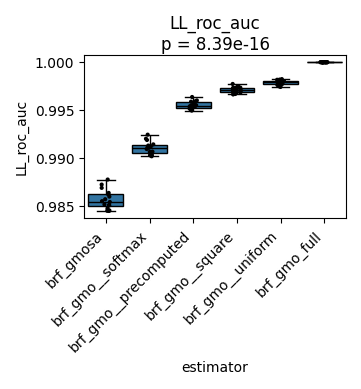 LL_roc_auc
p = 8.39e-16
LL_roc_auc
1.000
0.995
0.990
0.985
brf_gmosa
brf_gmo__softmax
brf_gmo__precomputed
brf_gmo__square
brf_gmo__uniform
brf_gmo_full
estimator